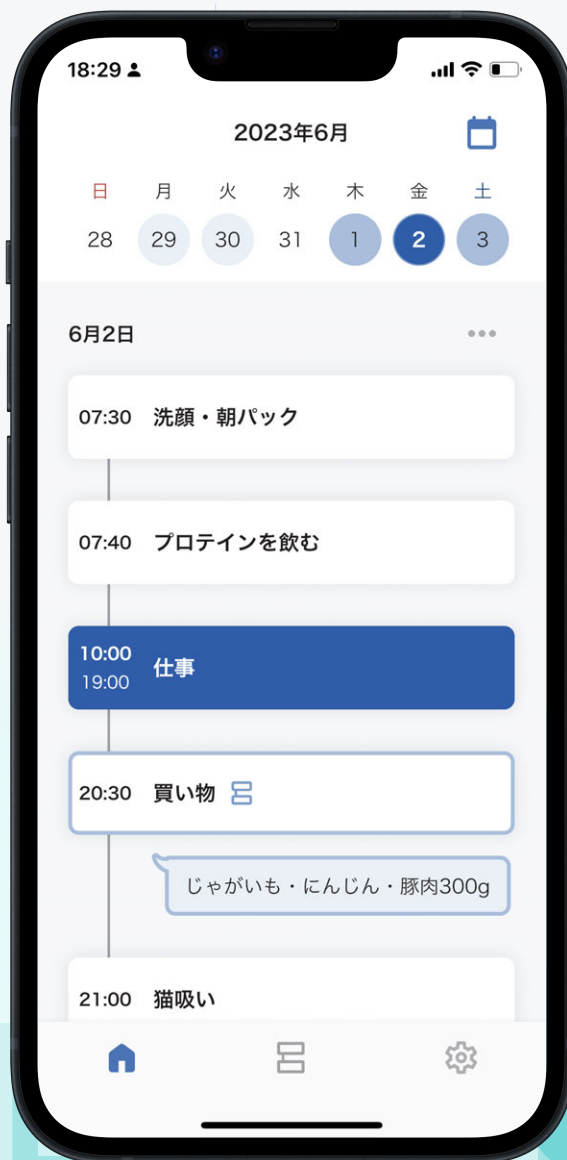 18:29
2023年6月
日 月 火 水 木 金 土
28 29 30 31 1 2 3
6月2日
07:30 洗顔・朝パック
07:40 プロテインを飲む
10:00 仕事
19:00
20:30 買い物
じゃがいも・にんじん・豚肉300g
21:00 猫吸い